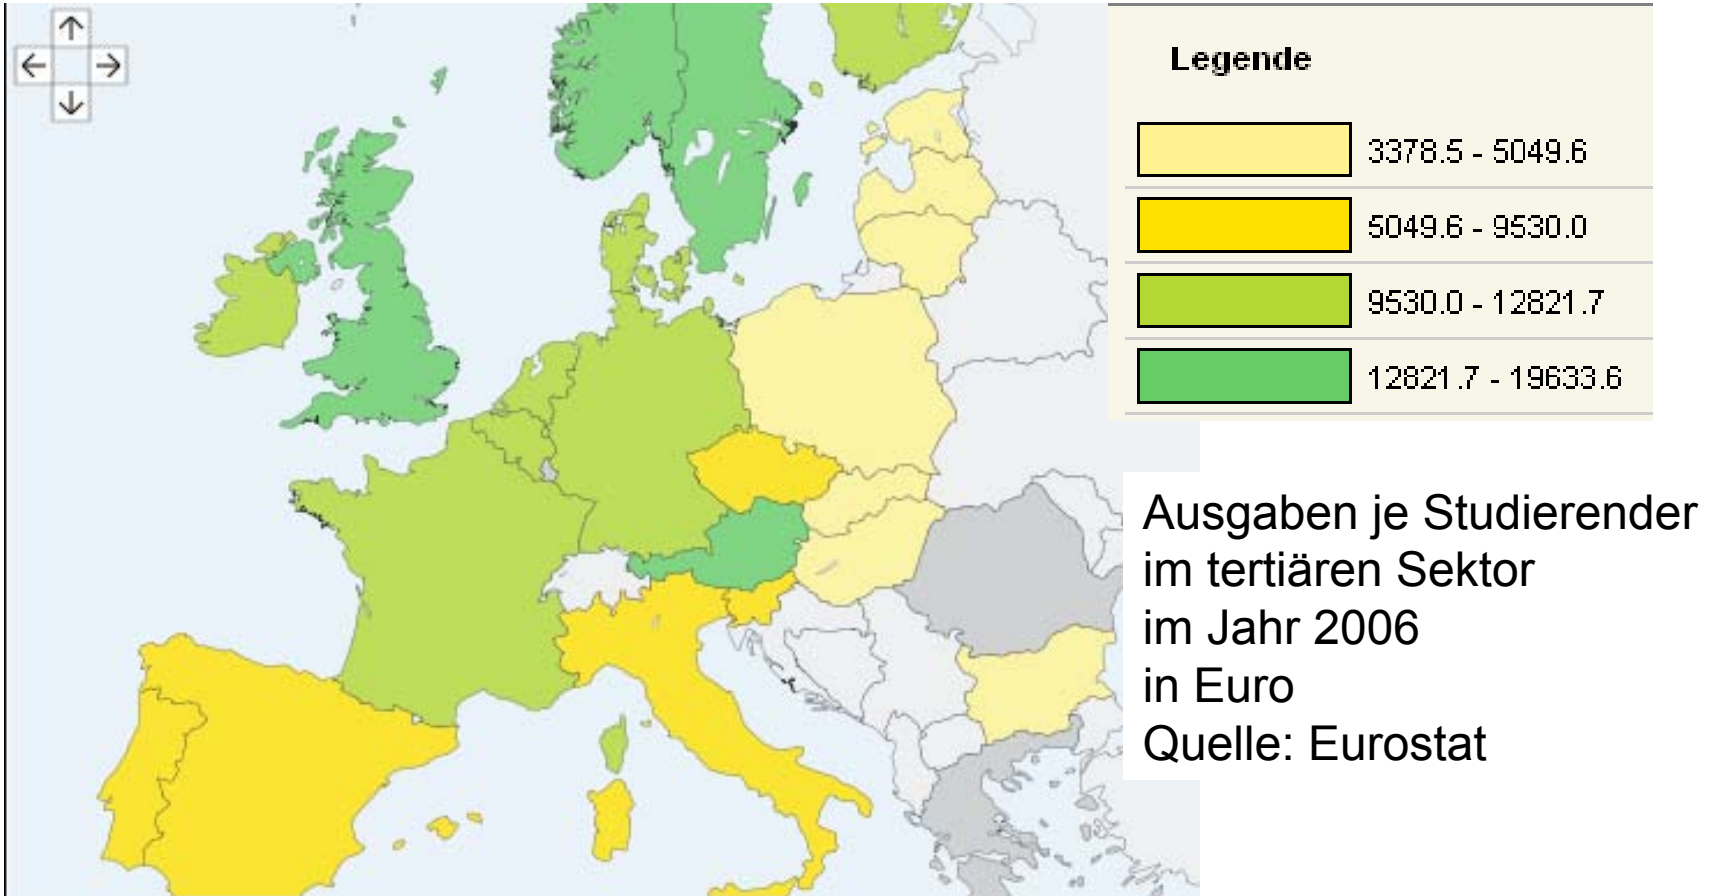 Legende
3378.5 - 5049.6
5049.6 - 9530.0
9530.0 - 12821.7
12821.7 - 19633.6
Ausgaben je Studierender
im tertiären Sektor
im Jahr 2006
in Euro
Quelle: Eurostat